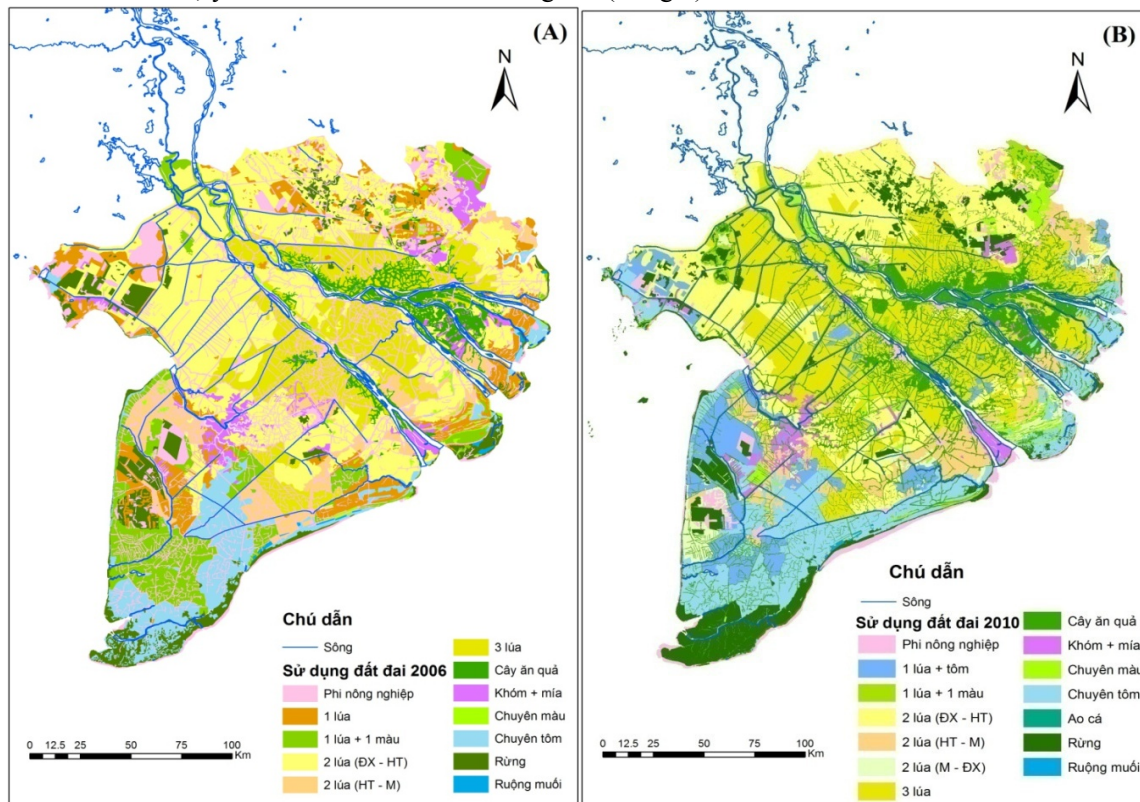 (A)
N
Chú dẫn
Sông
Sử dụng đất đai 2006
Phi nông nghiệp
1 lúa
1 lúa + 1 màu
2 lúa (ĐX - HT)
2 lúa (HT - M)
3 lúa
Cây ăn quả
Khóm + mía
Chuyên màu
Chuyên tôm
Rừng
Ruộng muối
0 12.5 25 50 75 100
Km
(B)
N
Chú dẫn
Sông
Sử dụng đất đai 2010
Phi nông nghiệp
1 lúa + tôm
1 lúa + 1 màu
2 lúa (ĐX - HT)
2 lúa (HT - M)
2 lúa (M - ĐX)
3 lúa
Cây ăn quả
Khóm + mía
Chuyên màu
Chuyên tôm
Ao cá
Rừng
Ruộng muối
0 12.5 25 50 75 100
Km